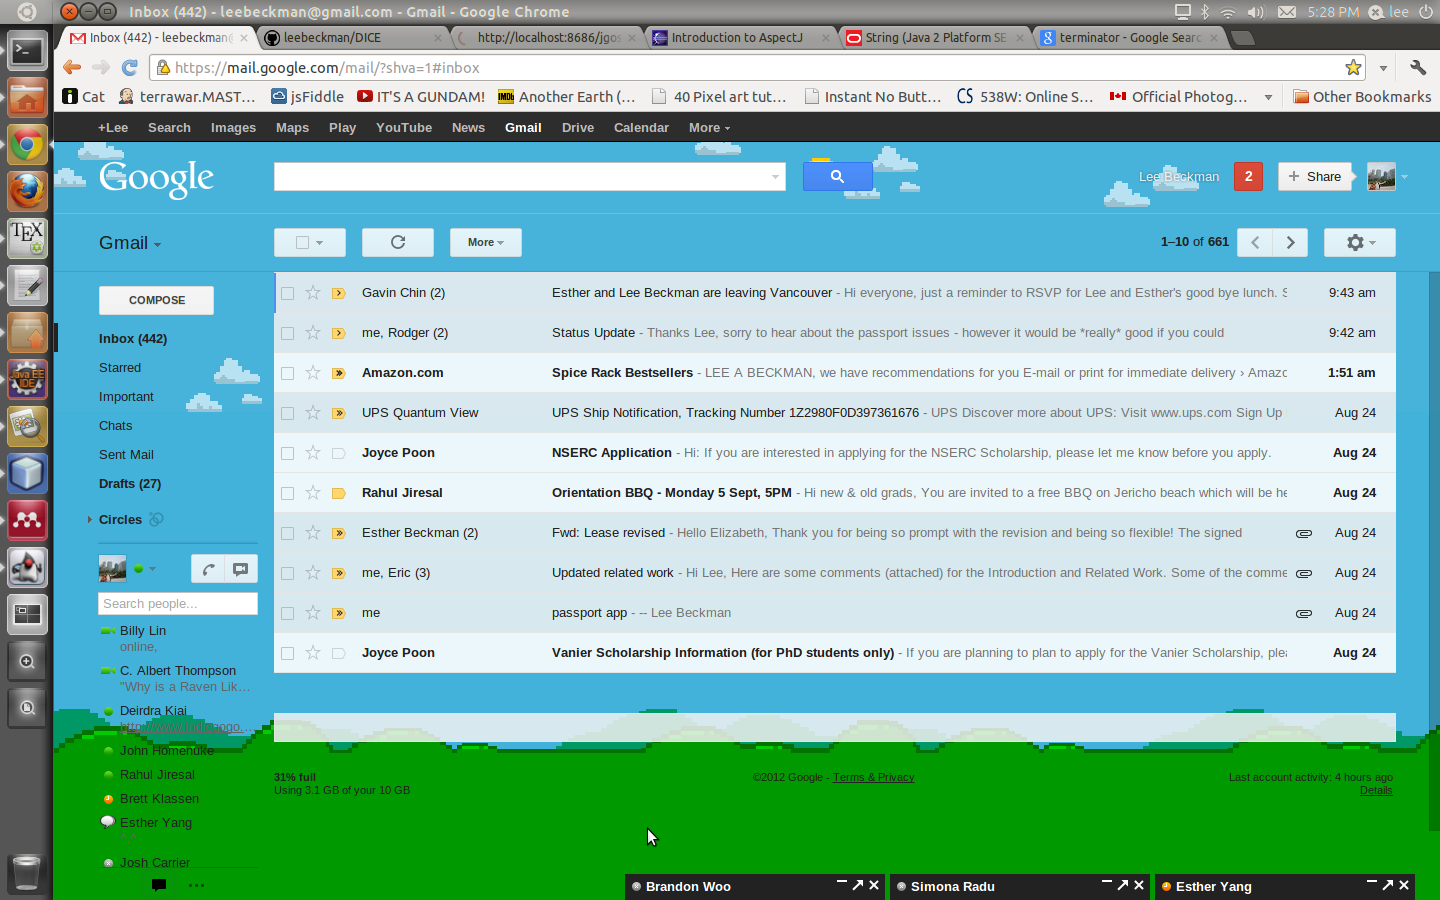 Inbox (442) - leebeckman@gmail.com - Gmail - Google Chrome
5:28 PM lee
Inbox (442) - leebeckman@
leebeckman/DICE
http://localhost:8686/jgos
Introduction to AspectJ
String (Java 2 Platform SE
terminator - Google Searc
https://mail.google.com/mail/?shva=1#inbox
Cat
terrawar.MAST...
jsFiddle
IT'S A GUNDAM!
IMDb Another Earth (...
40 Pixel art tut...
Instant No Butt...
CS 538W: Online S...
Official Photog...
Other Bookmarks
+Lee Search Images Maps Play YouTube News Gmail Drive Calendar More
Google
Lee Beckman 2 + Share
Gmail
More
1–10 of 661
COMPOSE
Inbox (442)
Starred
Important
Chats
Sent Mail
Drafts (27)
Circles
Search people...
Billy Lin
online,
C. Albert Thompson
"Why is a Raven Lik...
Deirdra Kiai
John Homenuke
Rahul Jiresal
Brett Klassen
Esther Yang
Josh Carrier
Gavin Chin (2) Esther and Lee Beckman are leaving Vancouver - Hi everyone, just a reminder to RSVP for Lee and Esther's good bye lunch. S 9:43 am
me, Rodger (2) Status Update - Thanks Lee, sorry to hear about the passport issues - however it would be *really* good if you could 9:42 am
Amazon.com Spice Rack Bestsellers - LEE A BECKMAN, we have recommendations for you E-mail or print for immediate delivery › Amazo 1:51 am
UPS Quantum View UPS Ship Notification, Tracking Number 1Z2980F0D397361676 - UPS Discover more about UPS: Visit www.ups.com Sign Up Aug 24
Joyce Poon NSERC Application - Hi: If you are interested in applying for the NSERC Scholarship, please let me know before you apply. Aug 24
Rahul Jiresal Orientation BBQ - Monday 5 Sept, 5PM - Hi new & old grads, You are invited to a free BBQ on Jericho beach which will be he Aug 24
Esther Beckman (2) Fwd: Lease revised - Hello Elizabeth, Thank you for being so prompt with the revision and being so flexible! The signed Aug 24
me, Eric (3) Updated related work - Hi Lee, Here are some comments (attached) for the Introduction and Related Work. Some of the comme Aug 24
me passport app - -- Lee Beckman Aug 24
Joyce Poon Vanier Scholarship Information (for PhD students only) - If you are planning to plan to apply for the Vanier Scholarship, plea Aug 24
31% full
Using 3.1 GB of your 10 GB
©2012 Google - Terms & Privacy
Last account activity: 4 hours ago
Details
Brandon Woo
Simona Radu
Esther Yang
TEX
Java EE
IDE